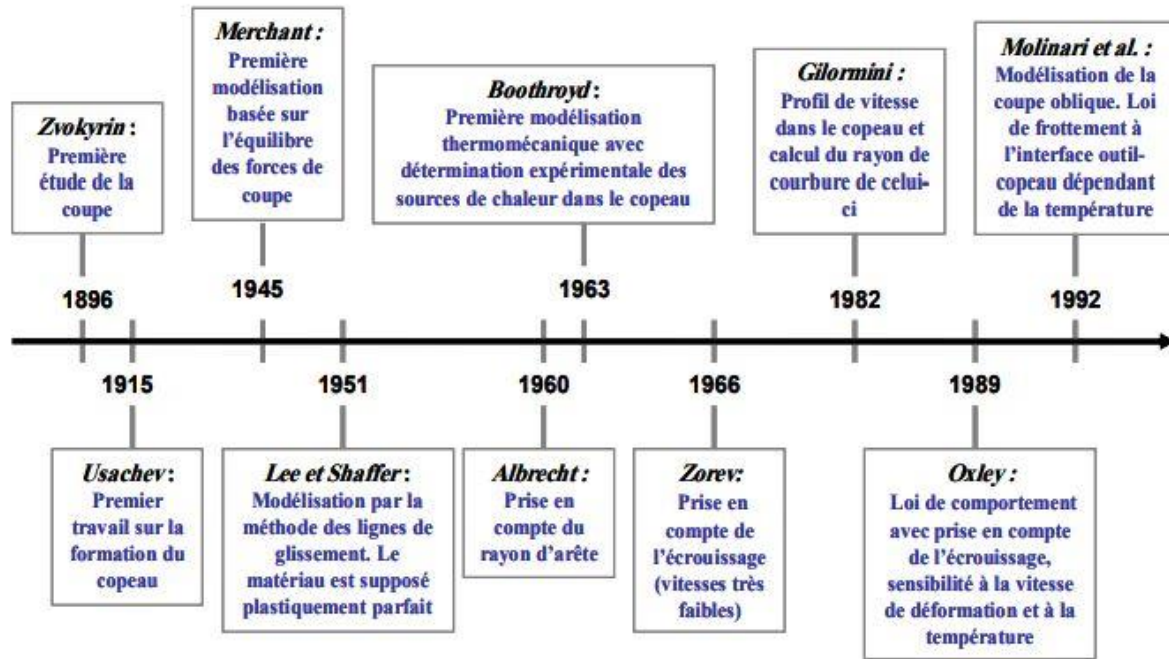 Zvokyrin :
Première
étude de la
coupe
Merchant :
Première
modélisation
basée sur
l'équilibre
des forces de
coupe
Boothroyd :
Première modélisation
thermomécanique avec
détermination expérimentale des
sources de chaleur dans le copeau
Gilormini :
Profil de vitesse
dans le copeau et
calcul du rayon de
courbure de celui-
ci
Molinari et al. :
Modélisation de la
coupe oblique. Loi
de frottement à
l'interface outil-
copeau dépendant
de la température
1896
1945
1963
1982
1992
1915
1951
1960
1966
1989
Usachev :
Premier
travail sur la
formation du
copeau
Lee et Shaffer :
Modélisation par la
méthode des lignes de
glissement. Le
matériau est supposé
plastiquement parfait
Albrecht :
Prise en
compte du
rayon d'arête
Zorev:
Prise en
compte de
l'écrouissage
(vitesses très
faibles)
Oxley :
Loi de comportement
avec prise en compte
de l'écrouissage,
sensibilité à la vitesse
de déformation et à la
température